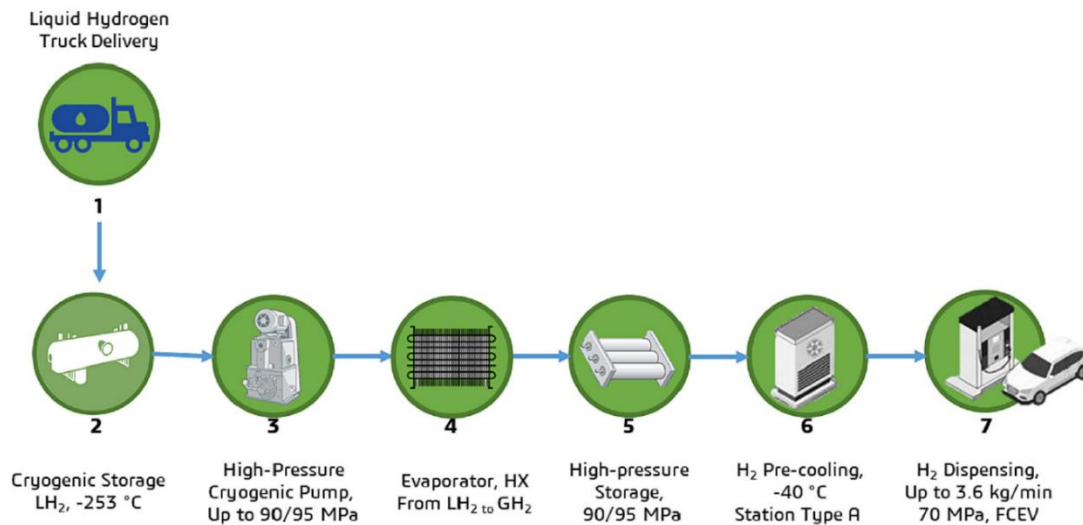 Liquid Hydrogen
Truck Delivery
1
2
3
4
5
6
7
Cryogenic Storage
LH₂, -253 °C
High-Pressure
Cryogenic Pump,
Up to 90/95 MPa
Evaporator, HX
From LH₂ to GH₂
High-pressure
Storage,
90/95 MPa
H₂ Pre-cooling,
-40 °C
Station Type A
H₂ Dispensing,
Up to 3.6 kg/min
70 MPa, FCEV